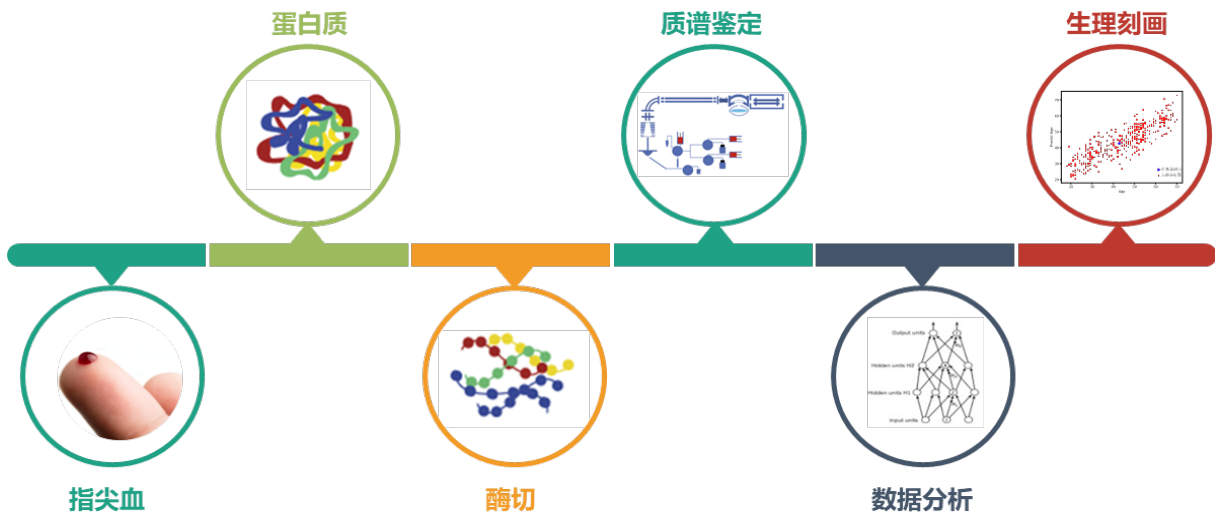 蛋白质
质谱鉴定
生理刻画
Age
指尖血
酶切
Output units
Hidden units H2
Hidden units H1
Input units
数据分析